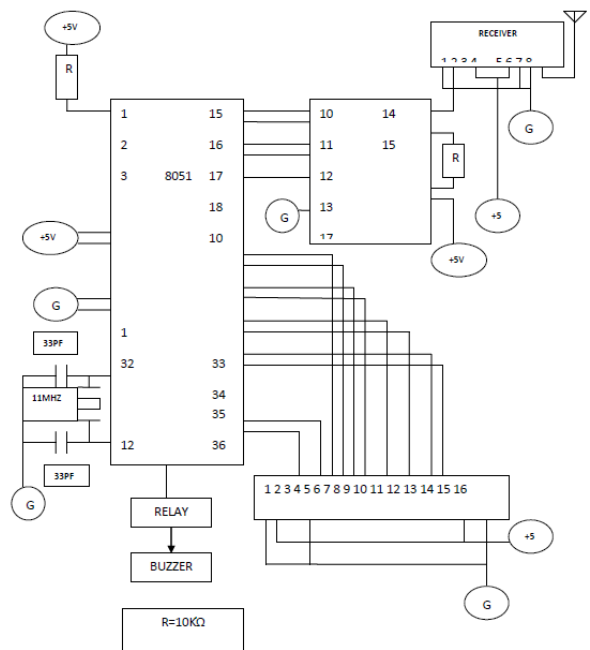 +5V
R
RECEIVER
1 2 3 4 5 6 7 8
G
1 15
2 16
3 8051 17
18
10
10 14
11 15
12
13
17
R
G
+5
+5V
+5V
G
33PF
1
32 33
34
35
12 36
11MHZ
33PF
G
RELAY
BUZZER
1 2 3 4 5 6 7 8 9 10 11 12 13 14 15 16
+5
G
R=10KΩ